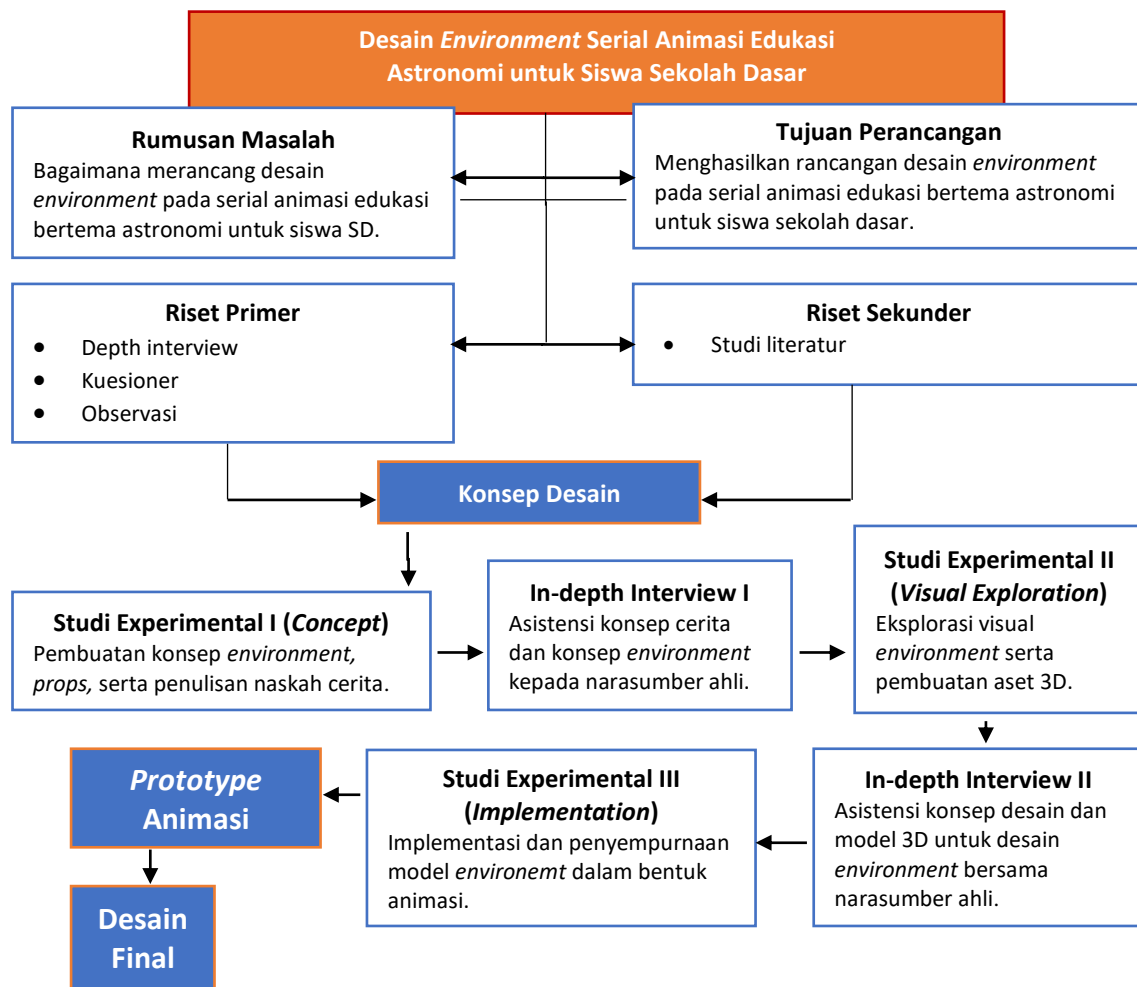 Desain Environment Serial Animasi Edukasi
Astronomi untuk Siswa Sekolah Dasar
Rumusan Masalah
Bagaimana merancang desain
environment pada serial animasi edukasi
bertema astronomi untuk siswa SD.
Tujuan Perancangan
Menghasilkan rancangan desain environment
pada serial animasi edukasi bertema astronomi
untuk siswa sekolah dasar.
Riset Primer
• Depth interview
• Kuesioner
• Observasi
Riset Sekunder
• Studi literatur
Konsep Desain
Studi Experimental I (Concept)
Pembuatan konsep environment,
props, serta penulisan naskah cerita.
In-depth Interview I
Asistensi konsep cerita
dan konsep environment
kepada narasumber ahli.
Studi Experimental II
(Visual Exploration)
Eksplorasi visual
environment serta
pembuatan aset 3D.
In-depth Interview II
Asistensi konsep desain dan
model 3D untuk desain
environment bersama
narasumber ahli.
Studi Experimental III
(Implementation)
Implementasi dan penyempurnaan
model environemt dalam bentuk
animasi.
Prototype
Animasi
Desain
Final